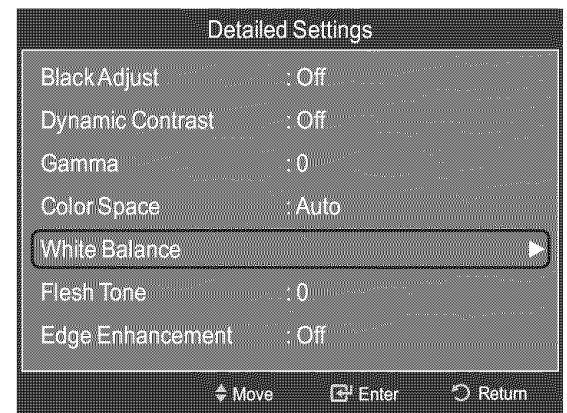 Detailed Settings
Black Adjust : Off
Dynamic Contrast : Off
Gamma : 0
Color Space : Auto
White Balance
Flesh Tone : 0
Edge Enhancement : Off
Move Enter Return